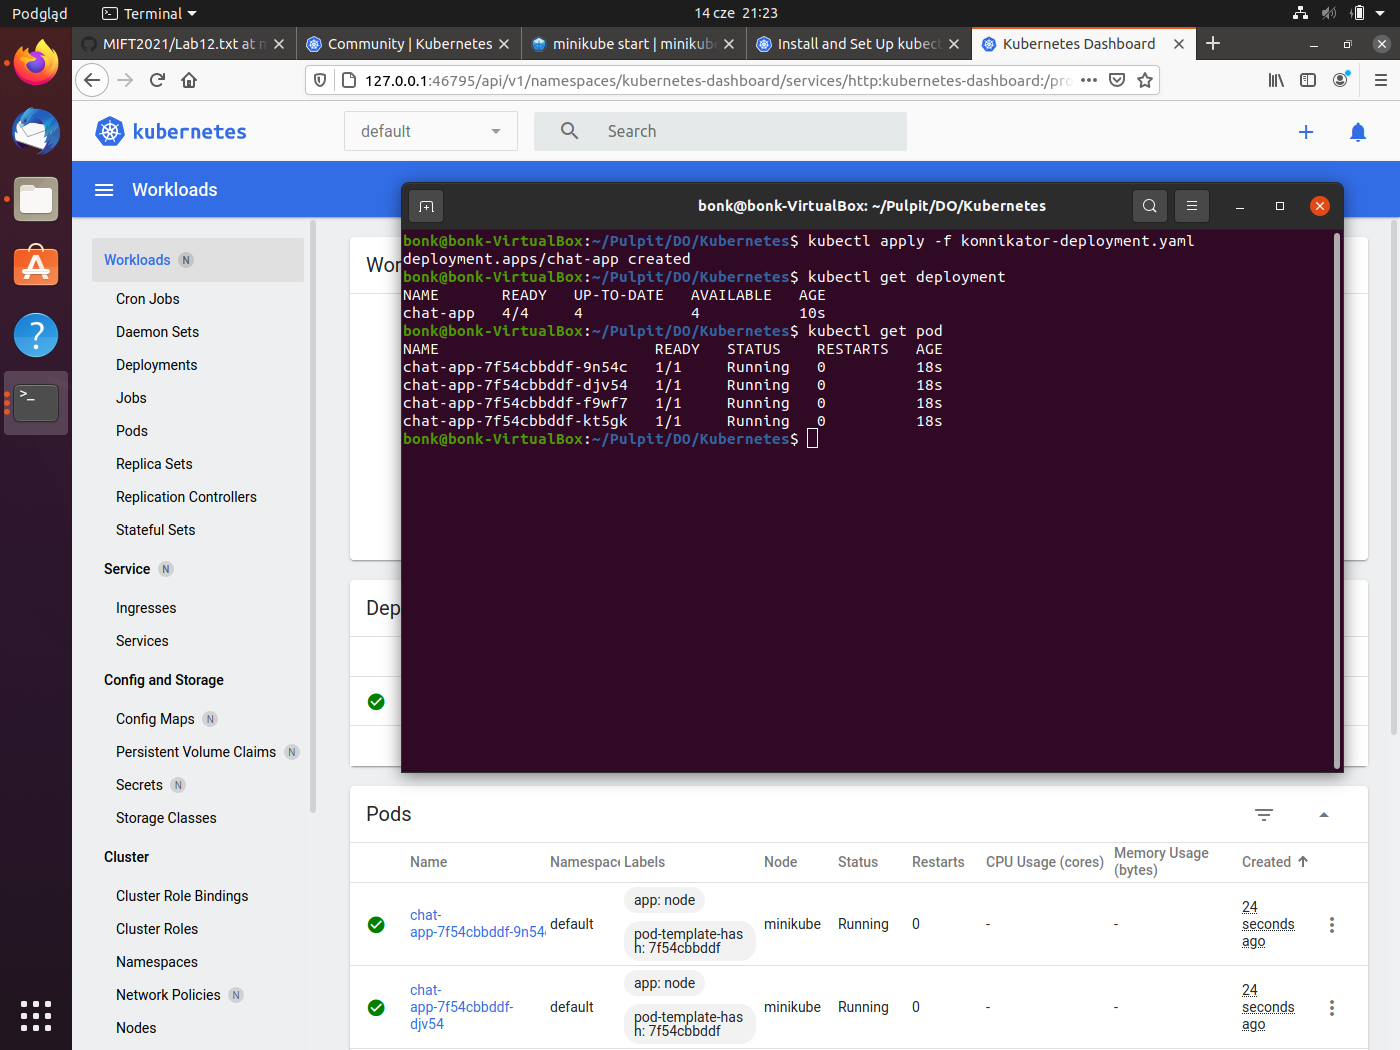 Podgląd
Terminal
14 cze 21:23
MIFT2021/Lab12.txt at m
Community | Kubernetes
minikube start | minikube
Install and Set Up kubect
Kubernetes Dashboard
127.0.0.1:46795/api/v1/namespaces/kubernetes-dashboard/services/http:kubernetes-dashboard:/pro
kubernetes
default
Search
Workloads
bonk@bonk-VirtualBox: ~/Pulpit/DO/Kubernetes
bonk@bonk-VirtualBox:~/Pulpit/DO/Kubernetes$ kubectl apply -f komnikator-deployment.yaml
deployment.apps/chat-app created
bonk@bonk-VirtualBox:~/Pulpit/DO/Kubernetes$ kubectl get deployment
NAME READY UP-TO-DATE AVAILABLE AGE
chat-app 4/4 4 4 10s
bonk@bonk-VirtualBox:~/Pulpit/DO/Kubernetes$ kubectl get pod
NAME READY STATUS RESTARTS AGE
chat-app-7f54cbbddf-9n54c 1/1 Running 0 18s
chat-app-7f54cbbddf-djv54 1/1 Running 0 18s
chat-app-7f54cbbddf-f9wf7 1/1 Running 0 18s
chat-app-7f54cbbddf-kt5gk 1/1 Running 0 18s
bonk@bonk-VirtualBox:~/Pulpit/DO/Kubernetes$
Workloads N
Cron Jobs
Daemon Sets
Deployments
Jobs
Pods
Replica Sets
Replication Controllers
Stateful Sets
Service N
Ingresses
Services
Config and Storage
Config Maps N
Persistent Volume Claims N
Secrets N
Storage Classes
Cluster
Cluster Role Bindings
Cluster Roles
Namespaces
Network Policies N
Nodes
Wor
Dep
Pods
Name Namespace Labels Node Status Restarts CPU Usage (cores) Memory Usage (bytes) Created
chat-
app-7f54cbbddf-9n54
default
app: node
pod-template-has
h: 7f54cbbddf
minikube
Running
0
-
-
24
seconds
ago
chat-
app-7f54cbbddf-
djv54
default
app: node
pod-template-has
h: 7f54cbbddf
minikube
Running
0
-
-
24
seconds
ago